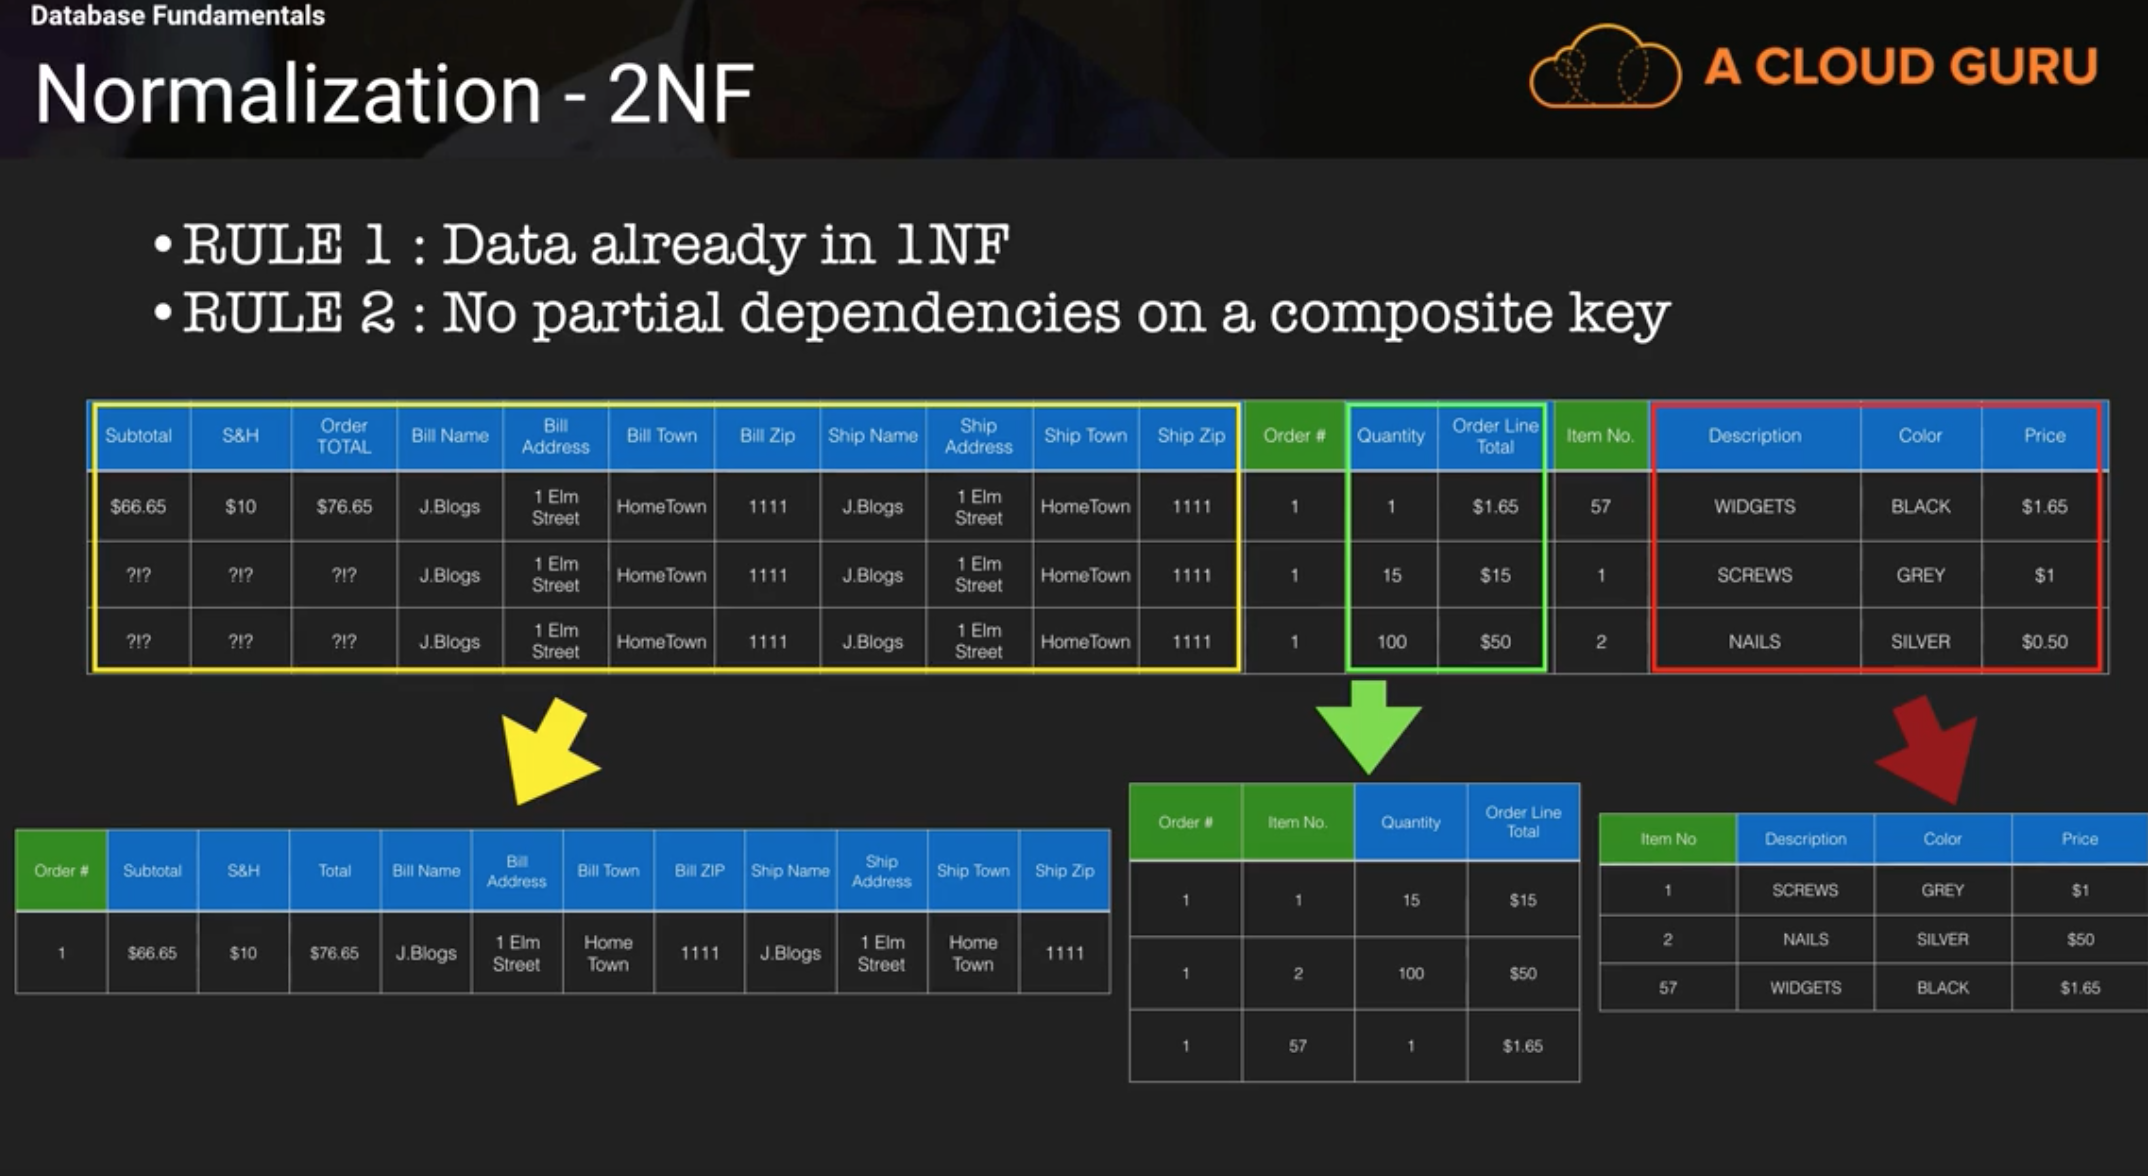 Database Fundamentals
Normalization - 2NF
A CLOUD GURU
•RULE 1 : Data already in 1NF
•RULE 2 : No partial dependencies on a composite key
Subtotal S&H Order TOTAL Bill Name Bill Address Bill Town Bill Zip Ship Name Ship Address Ship Town Ship Zip Order # Quantity Order Line Total Item No. Description Color Price
$66.65 $10 $76.65 J.Blogs 1 Elm Street HomeTown 1111 J.Blogs 1 Elm Street HomeTown 1111 1 1 $1.65 57 WIDGETS BLACK $1.65
?!? ?!? ?!? J.Blogs 1 Elm Street HomeTown 1111 J.Blogs 1 Elm Street HomeTown 1111 1 15 $15 1 SCREWS GREY $1
?!? ?!? ?!? J.Blogs 1 Elm Street HomeTown 1111 J.Blogs 1 Elm Street HomeTown 1111 1 100 $50 2 NAILS SILVER $0.50
Order # Subtotal S&H Total Bill Name Bill Address Bill Town Bill ZIP Ship Name Ship Address Ship Town Ship Zip
1 $66.65 $10 $76.65 J.Blogs 1 Elm Street Home Town 1111 J.Blogs 1 Elm Street Home Town 1111
Order # Item No. Quantity Order Line Total
1 1 15 $15
1 2 100 $50
1 57 1 $1.65
Item No Description Color Price
1 SCREWS GREY $1
2 NAILS SILVER $50
57 WIDGETS BLACK $1.65